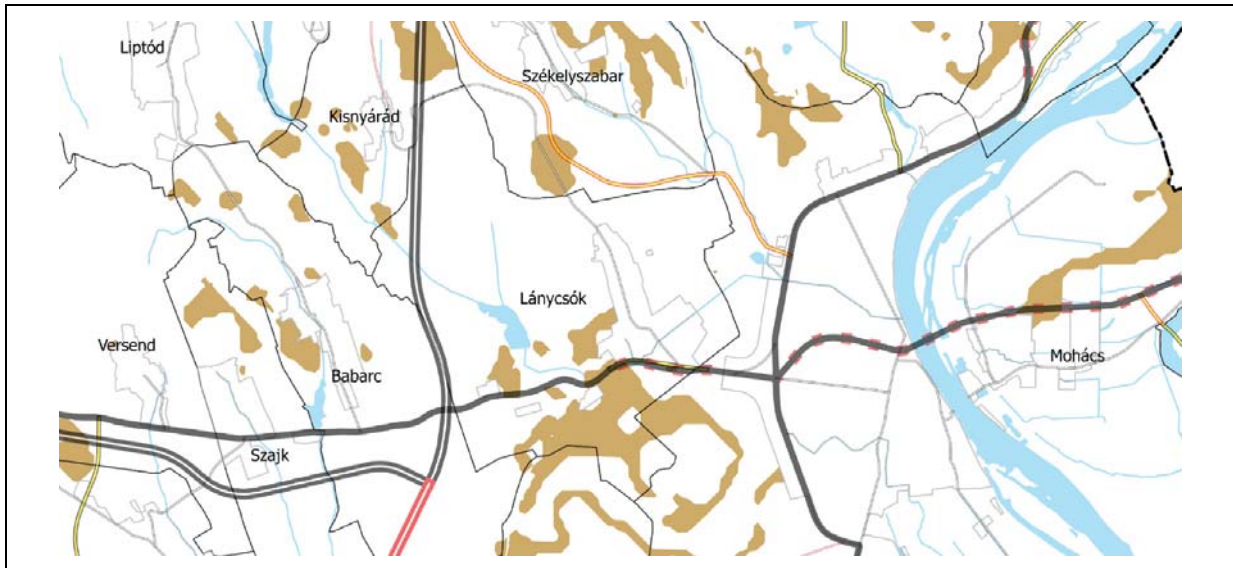 Liptód
Székelyszabar
Kisnyárád
Lánycsók
Versend
Babarc
Mohács
Szajk